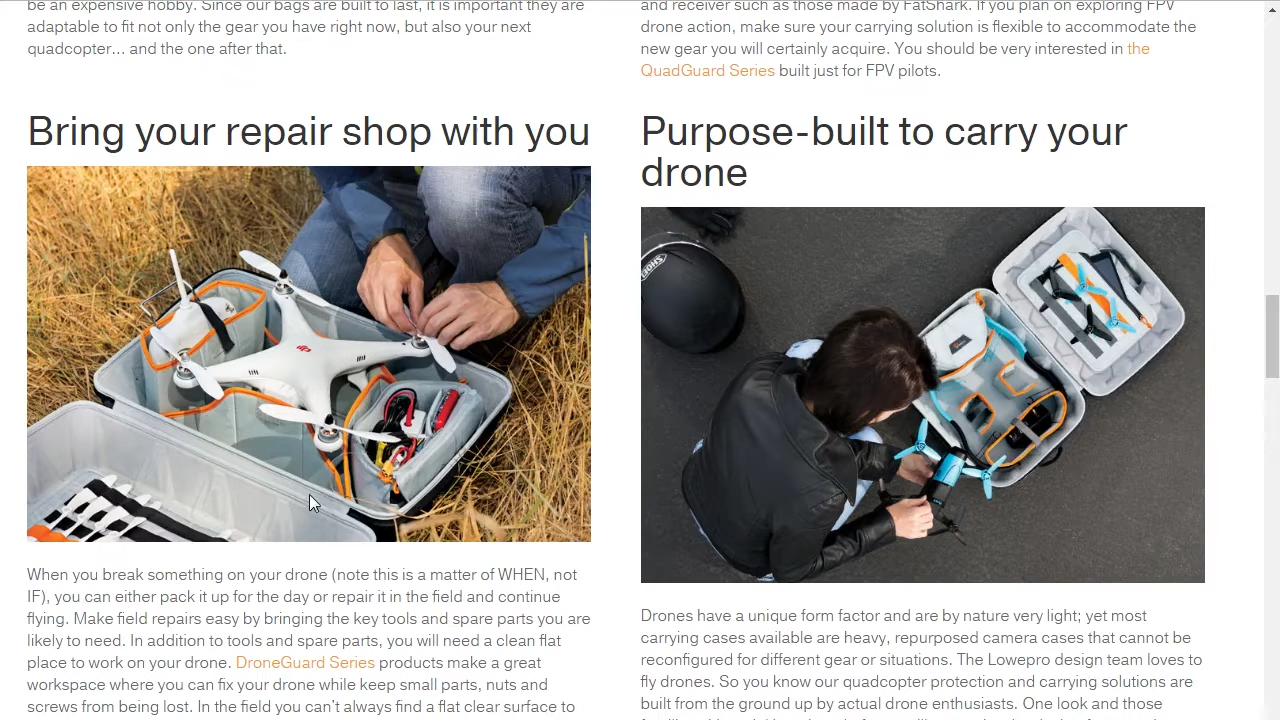 be an expensive hobby. Since our bags are built to last, it is important they are
adaptable to fit not only the gear you have right now, but also your next
quadcopter… and the one after that.
and receiver such as those made by FatShark. If you plan on exploring FPV
drone action, make sure your carrying solution is flexible to accommodate the
new gear you will certainly acquire. You should be very interested in the
QuadGuard Series built just for FPV pilots.
Bring your repair shop with you
When you break something on your drone (note this is a matter of WHEN, not
IF), you can either pack it up for the day or repair it in the field and continue
flying. Make field repairs easy by bringing the key tools and spare parts you are
likely to need. In addition to tools and spare parts, you will need a clean flat
place to work on your drone. DroneGuard Series products make a great
workspace where you can fix your drone while keep small parts, nuts and
screws from being lost. In the field you can't always find a flat clear surface to
Purpose-built to carry your
drone
SHOEI
Drones have a unique form factor and are by nature very light; yet most
carrying cases available are heavy, repurposed camera cases that cannot be
reconfigured for different gear or situations. The Lowepro design team loves to
fly drones. So you know our quadcopter protection and carrying solutions are
built from the ground up by actual drone enthusiasts. One look and those